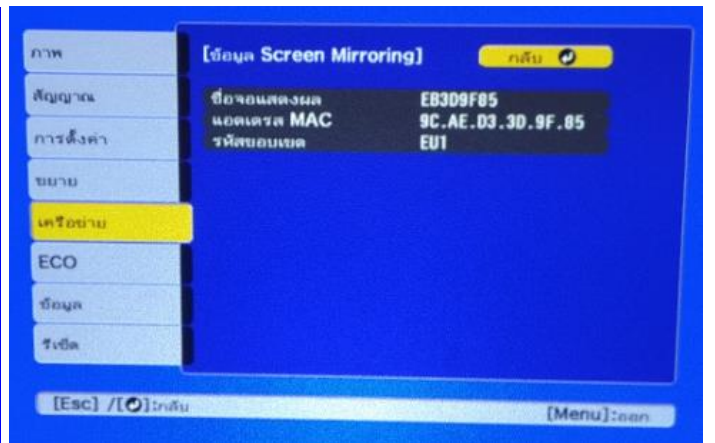 ภาพ
สัญญาณ
การตั้งค่า
ขยาย
เครือข่าย
ECO
ข้อมูล
รีเซ็ต
[ข้อมูล Screen Mirroring] กลับ
ชื่อจอแสดงผล EB3D9F85
แอดเดรส MAC 9C.AE.D3.3D.9F.85
รหัสขอบเขต EU1
[Esc] /[ ]:กลับ [Menu]:ออก